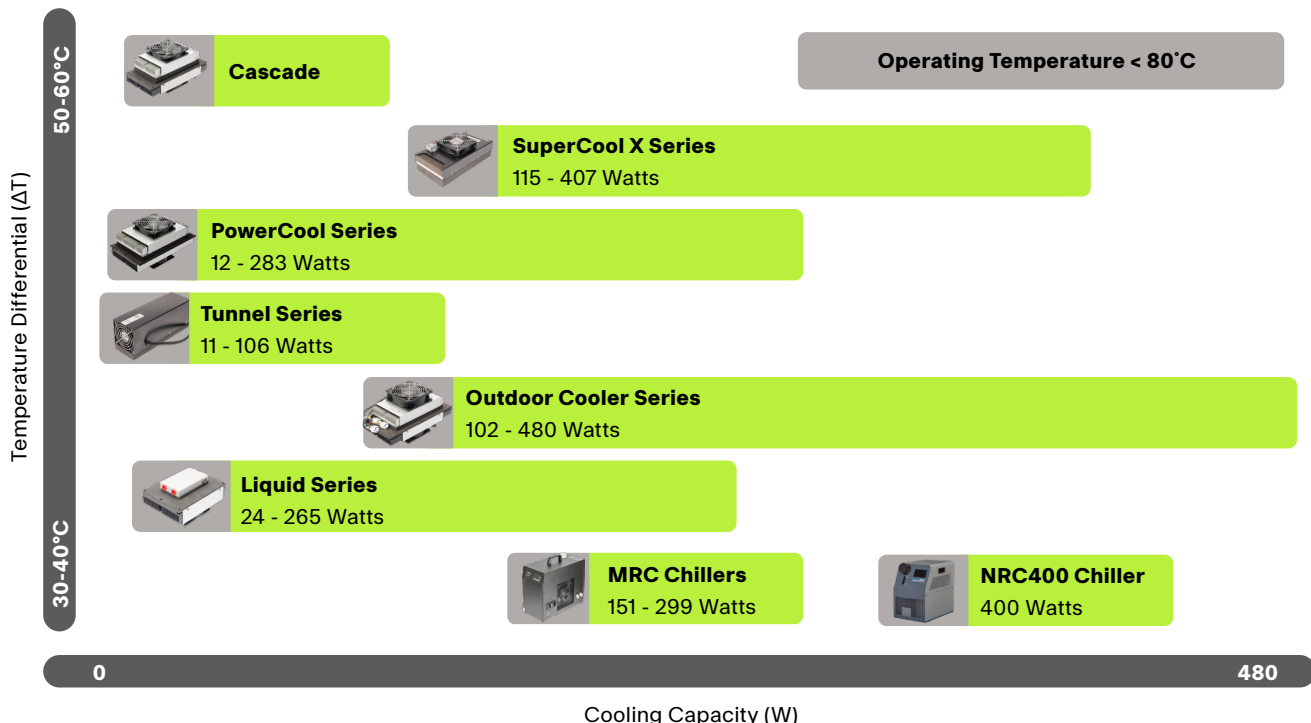 50-60°C
Cascade
Operating Temperature < 80°C
SuperCool X Series
115 - 407 Watts
Temperature Differential (ΔT)
PowerCool Series
12 - 283 Watts
Tunnel Series
11 - 106 Watts
Outdoor Cooler Series
102 - 480 Watts
Liquid Series
24 - 265 Watts
30-40°C
MRC Chillers
151 - 299 Watts
NRC400 Chiller
400 Watts
0
480
Cooling Capacity (W)